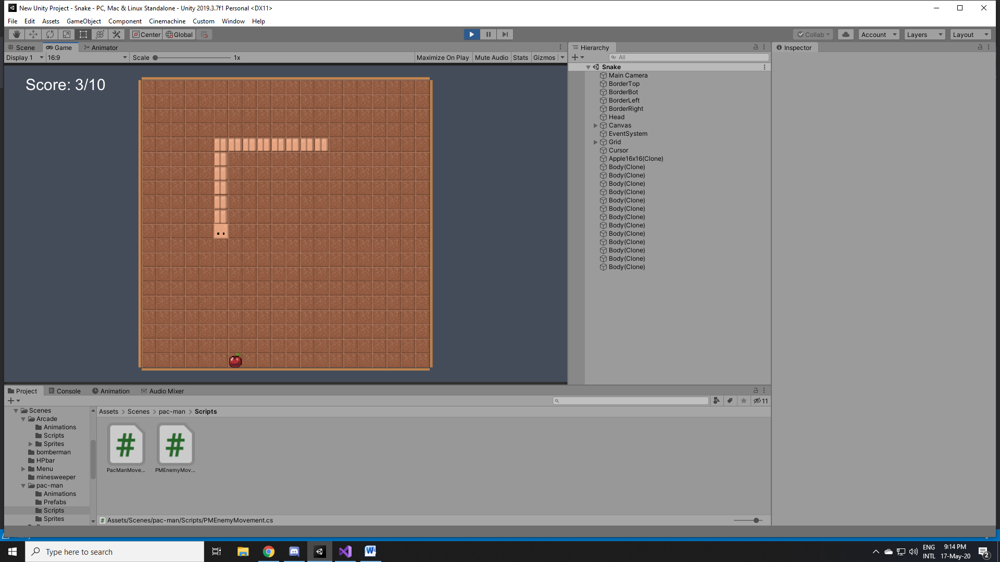 New Unity Project - Snake - PC, Mac & Linux Standalone - Unity 2019.3.7f1 Personal <DX11>
File Edit Assets GameObject Component Cinemachine Custom Window Help
Center Global Collab Account Layers Layout
Scene Game Animator
Display 1 16:9 Scale 1x Maximize On Play Mute Audio Stats Gizmos
Score: 3/10
Hierarchy
All
Snake
Main Camera
BorderTop
BorderBot
BorderLeft
BorderRight
Head
Canvas
EventSystem
Grid
Cursor
Apple16x16(Clone)
Body(Clone)
Body(Clone)
Body(Clone)
Body(Clone)
Body(Clone)
Body(Clone)
Body(Clone)
Body(Clone)
Body(Clone)
Body(Clone)
Body(Clone)
Body(Clone)
Body(Clone)
Inspector
Project Console Animation Audio Mixer
11
Scenes
Arcade
Animations
Scripts
Sprites
bomberman
HPbar
Menu
minesweeper
pac-man
Animations
Prefabs
Scripts
Sprites
Assets > Scenes > pac-man > Scripts
PacManMove...
PMEnemyMov...
Assets/Scenes/pac-man/Scripts/PMEnemyMovement.cs
Type here to search
ENG
INTL
9:14 PM
17-May-20
2